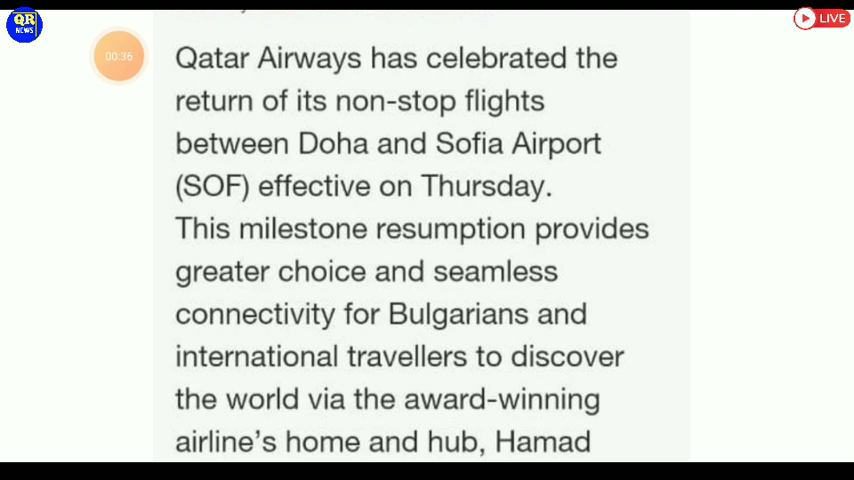 QR
NEWS
LIVE
00:36
Qatar Airways has celebrated the
return of its non-stop flights
between Doha and Sofia Airport
(SOF) effective on Thursday.
This milestone resumption provides
greater choice and seamless
connectivity for Bulgarians and
international travellers to discover
the world via the award-winning
airline’s home and hub, Hamad